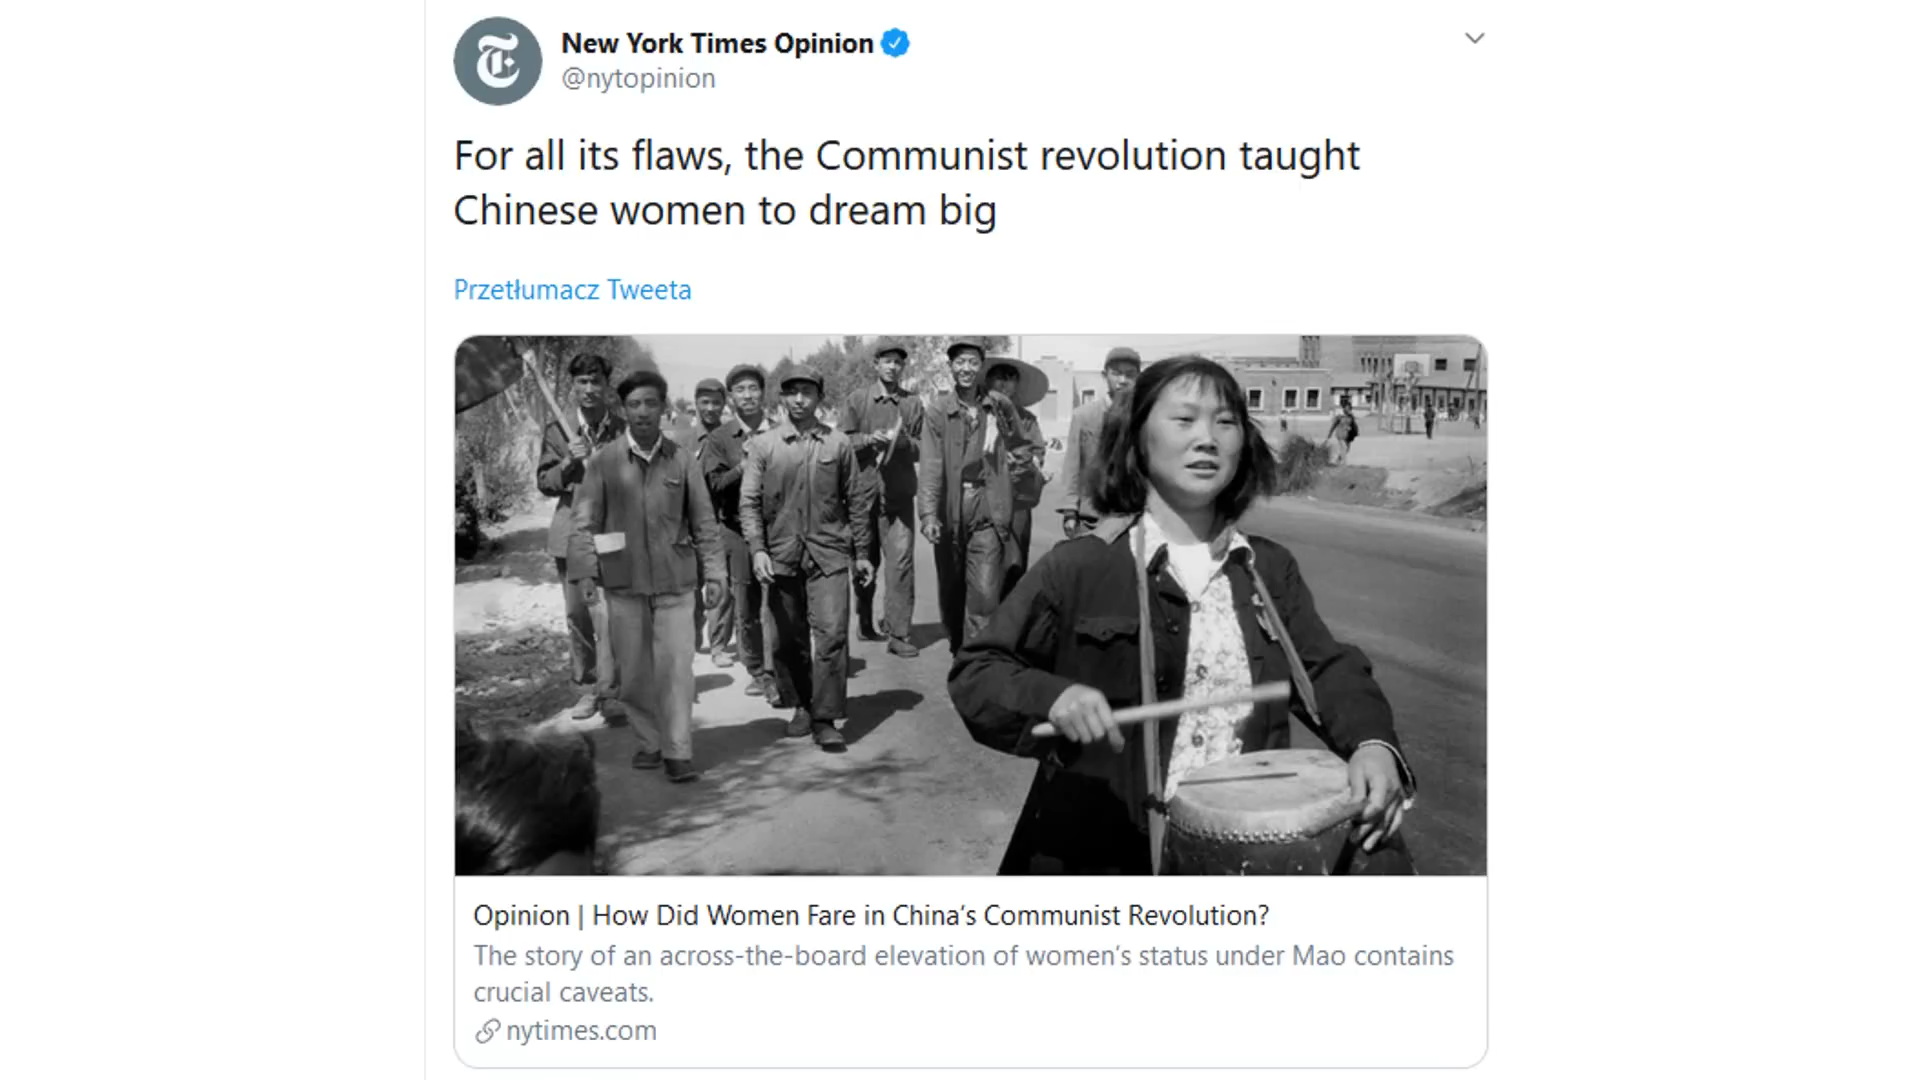 New York Times Opinion
@nytopinion
For all its flaws, the Communist revolution taught
Chinese women to dream big
Przetłumacz Tweeta
Opinion | How Did Women Fare in China’s Communist Revolution?
The story of an across-the-board elevation of women’s status under Mao contains
crucial caveats.
nytimes.com